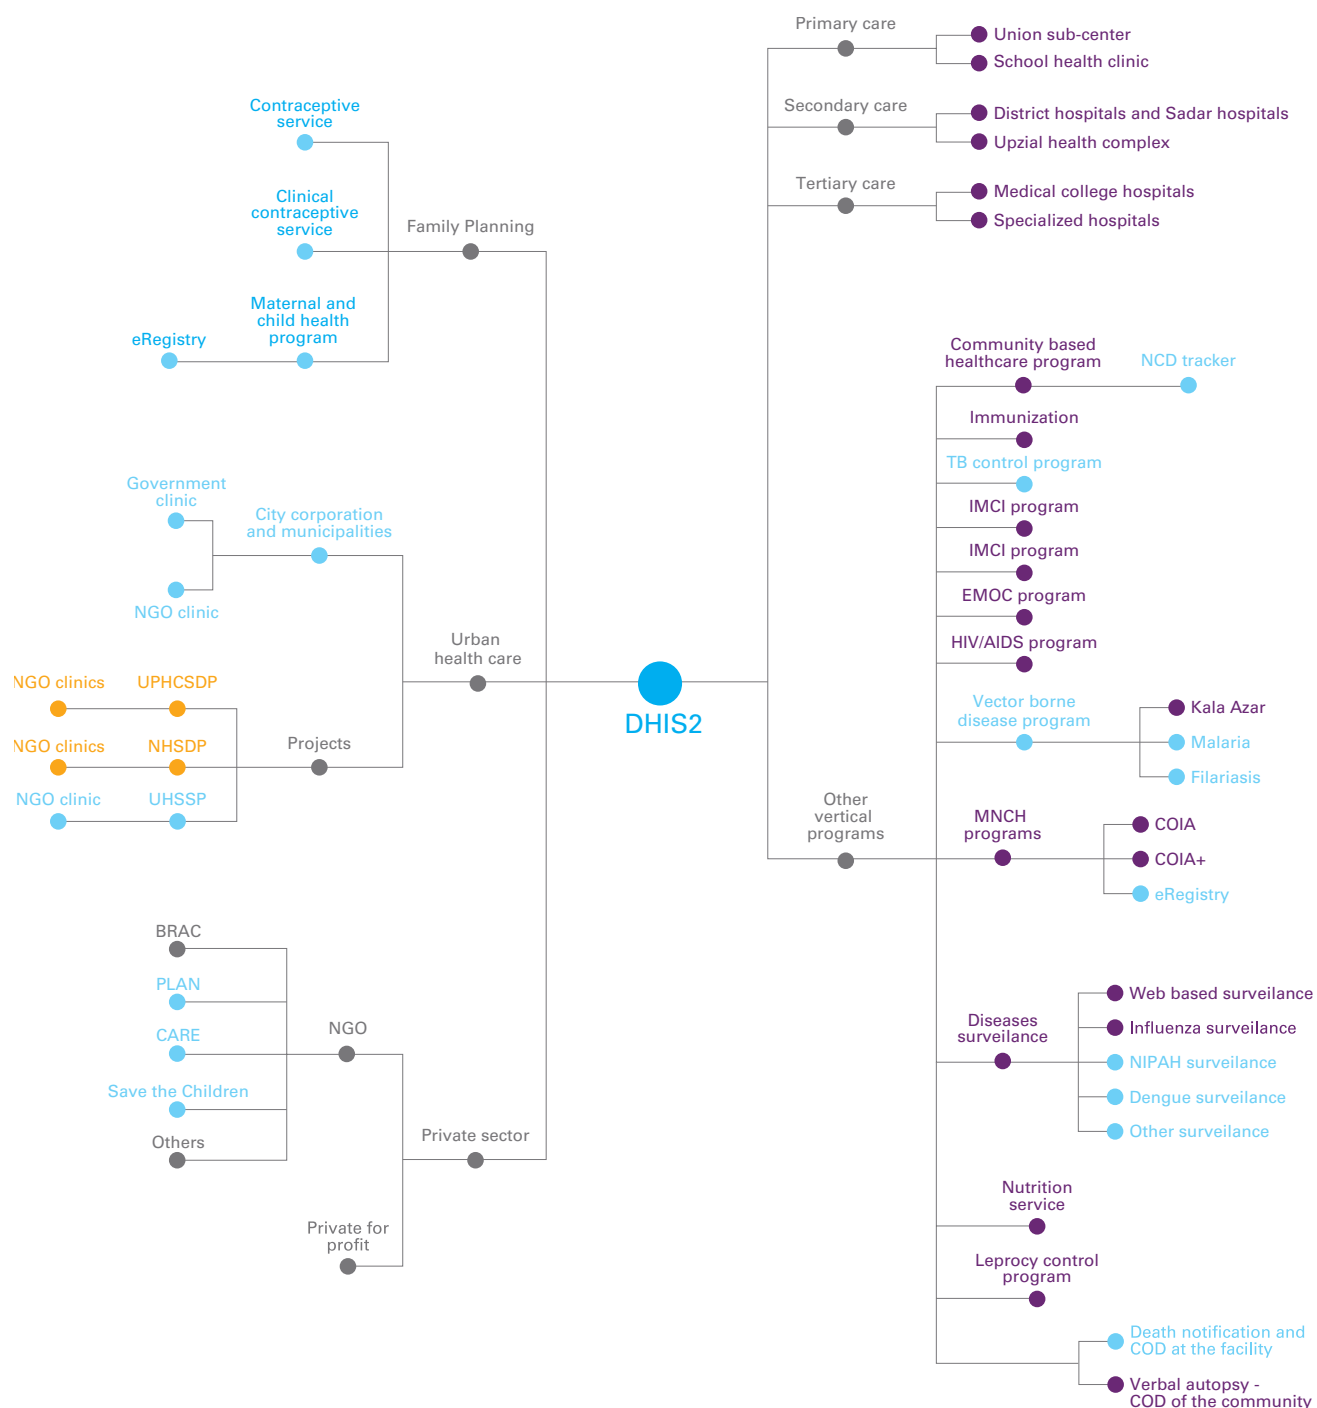 Primary care
Union sub-center
School health clinic
Secondary care
District hospitals and Sadar hospitals
Upzial health complex
Tertiary care
Medical college hospitals
Specialized hospitals
Contraceptive
service
Clinical
contraceptive
service
Family Planning
Maternal and
child health
program
eRegistry
Government
clinic
City corporation
and municipalities
NGO clinic
Urban
health care
NGO clinics
UPHCSDP
NGO clinics
NHSDP
Projects
NGO clinic
UHSSP
BRAC
PLAN
CARE
NGO
Save the Children
Others
Private sector
Private for
profit
DHIS2
Community based
healthcare program
NCD tracker
Immunization
TB control program
IMCI program
IMCI program
EMOC program
HIV/AIDS program
Vector borne
disease program
Kala Azar
Malaria
Filariasis
Other
vertical
programs
MNCH
programs
COIA
COIA+
eRegistry
Diseases
surveilance
Web based surveilance
Influenza surveilance
NIPAH surveilance
Dengue surveilance
Other surveilance
Nutrition
service
Leprocy control
program
Death notification and
COD at the facility
Verbal autopsy -
COD of the community